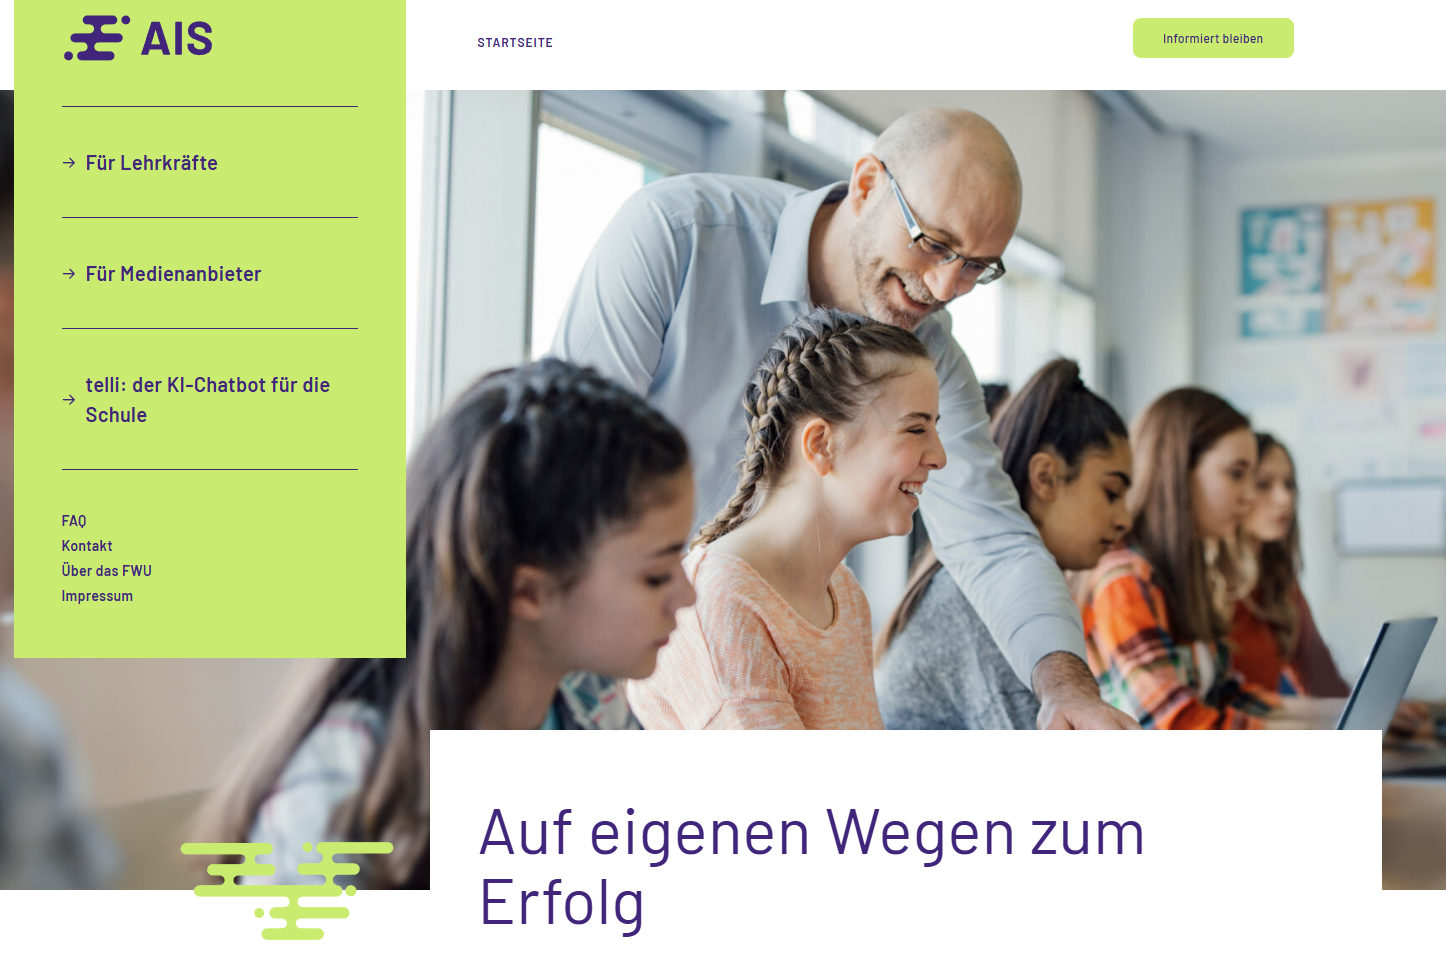 AIS
STARTSEITE
Informiert bleiben
Für Lehrkräfte
Für Medienanbieter
telli: der KI-Chatbot für die
Schule
FAQ
Kontakt
Über das FWU
Impressum
Auf eigenen Wegen zum
Erfolg